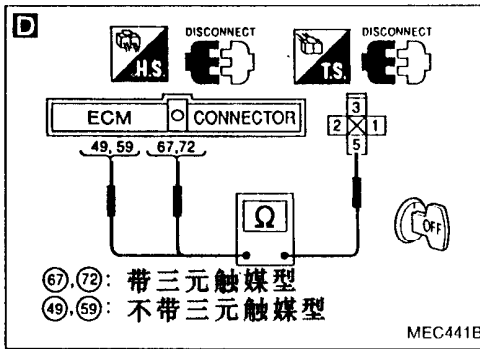 D
DISCONNECT
DISCONNECT
H.S.
T.S.
ECM
CONNECTOR
3
2
1
5
49, 59
67,72
Ω
OFF
67,72: 带三元触媒型
49,59: 不带三元触媒型
MEC441B